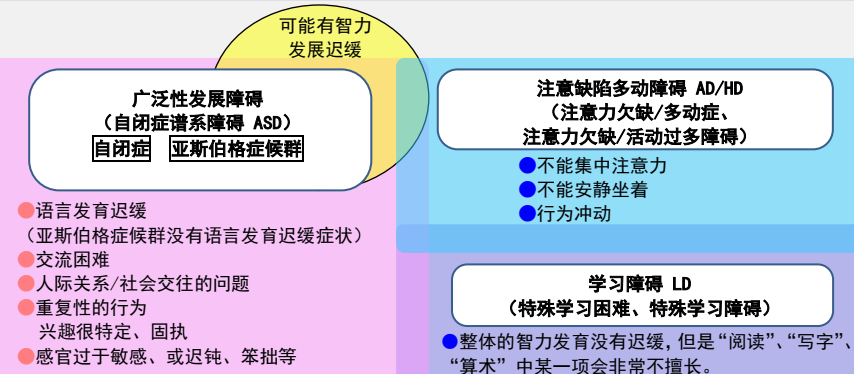 可能有智力
发展迟缓
广泛性发展障碍
（自闭症谱系障碍 ASD）
自闭症 亚斯伯格症候群
●语言发育迟缓
（亚斯伯格症候群没有语言发育迟缓症状）
●交流困难
●人际关系/社会交往的问题
●重复性的行为
兴趣很特定、固执
●感官过于敏感、或迟钝、笨拙等
注意缺陷多动障碍 AD/HD
（注意力欠缺/多动症、
注意力欠缺/活动过多障碍）
●不能集中注意力
●不能安静坐着
●行为冲动
学习障碍 LD
（特殊学习困难、特殊学习障碍）
●整体的智力发育没有迟缓，但是“阅读”、“写字”、
“算术” 中某一项会非常不擅长。